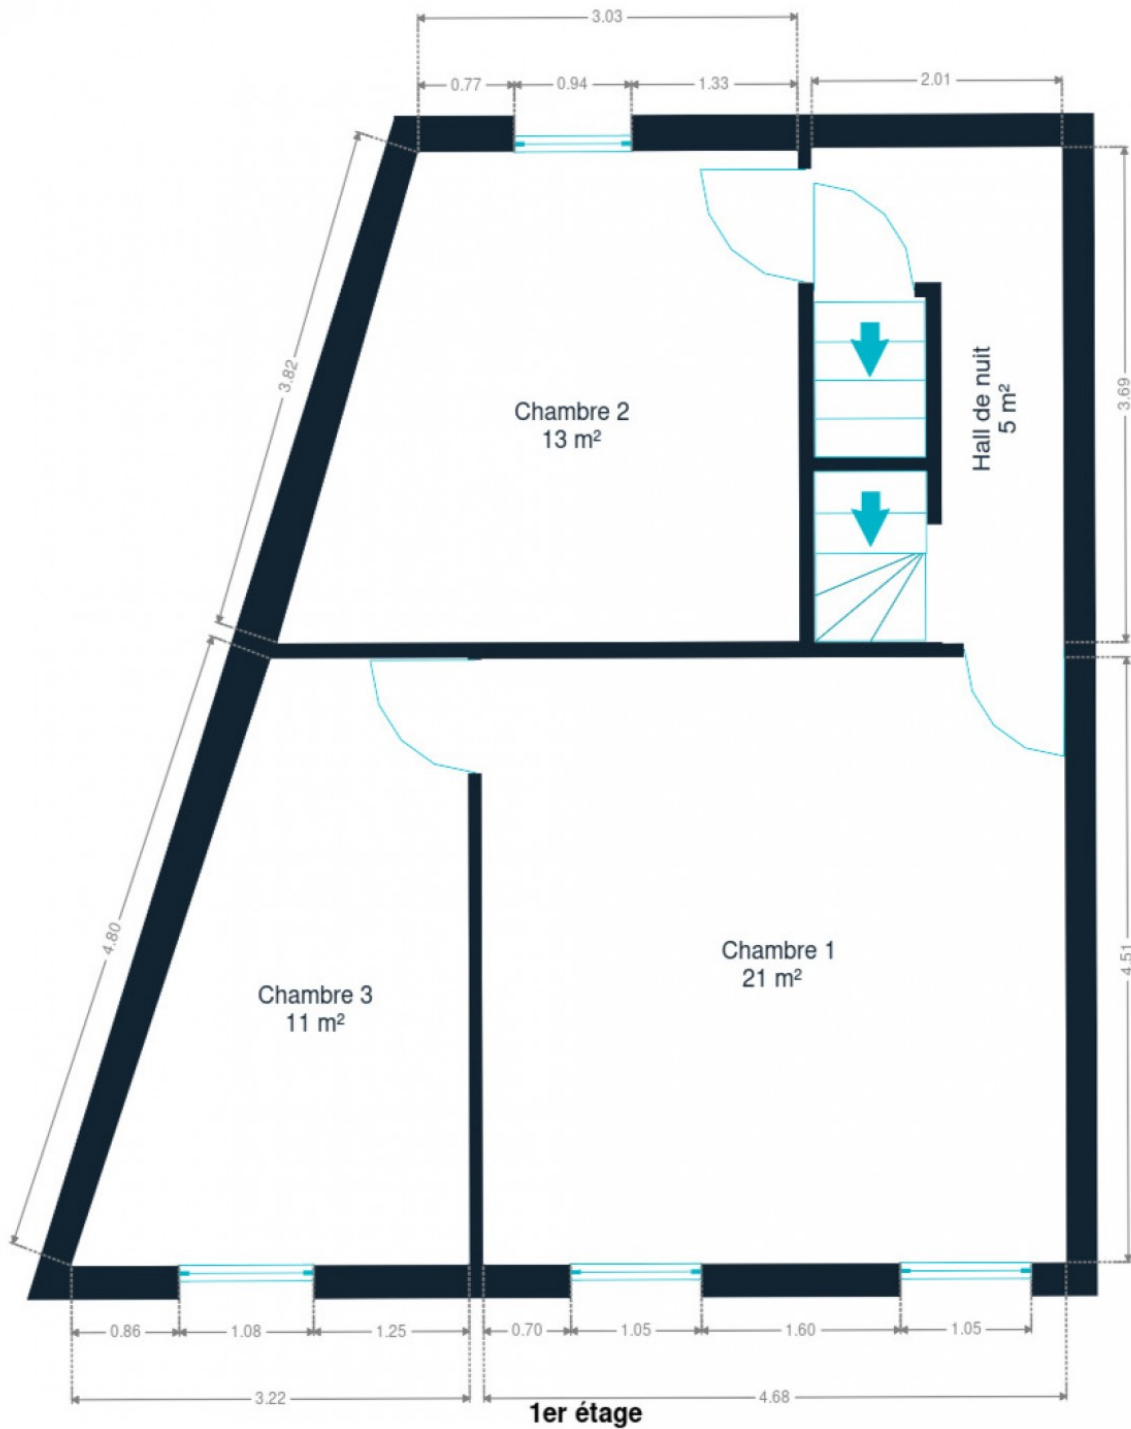 3.03
0.77
0.94
1.33
2.01
3.82
3.69
Chambre 2
13 m²
Hall de nuit
5 m²
4.80
4.51
Chambre 1
21 m²
Chambre 3
11 m²
0.86
1.08
1.25
0.70
1.05
1.60
1.05
3.22
4.68
1er étage